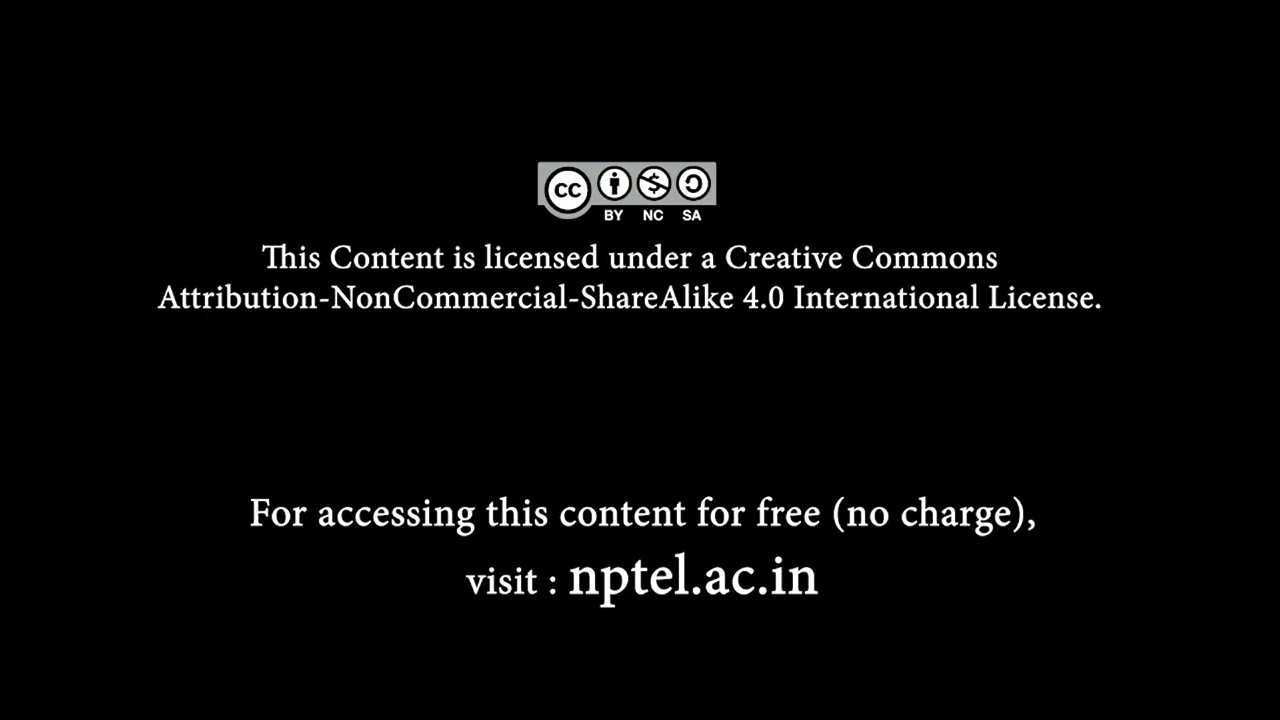 cc
BY NC SA
This Content is licensed under a Creative Commons
Attribution-NonCommercial-ShareAlike 4.0 International License.
For accessing this content for free (no charge),
visit : nptel.ac.in